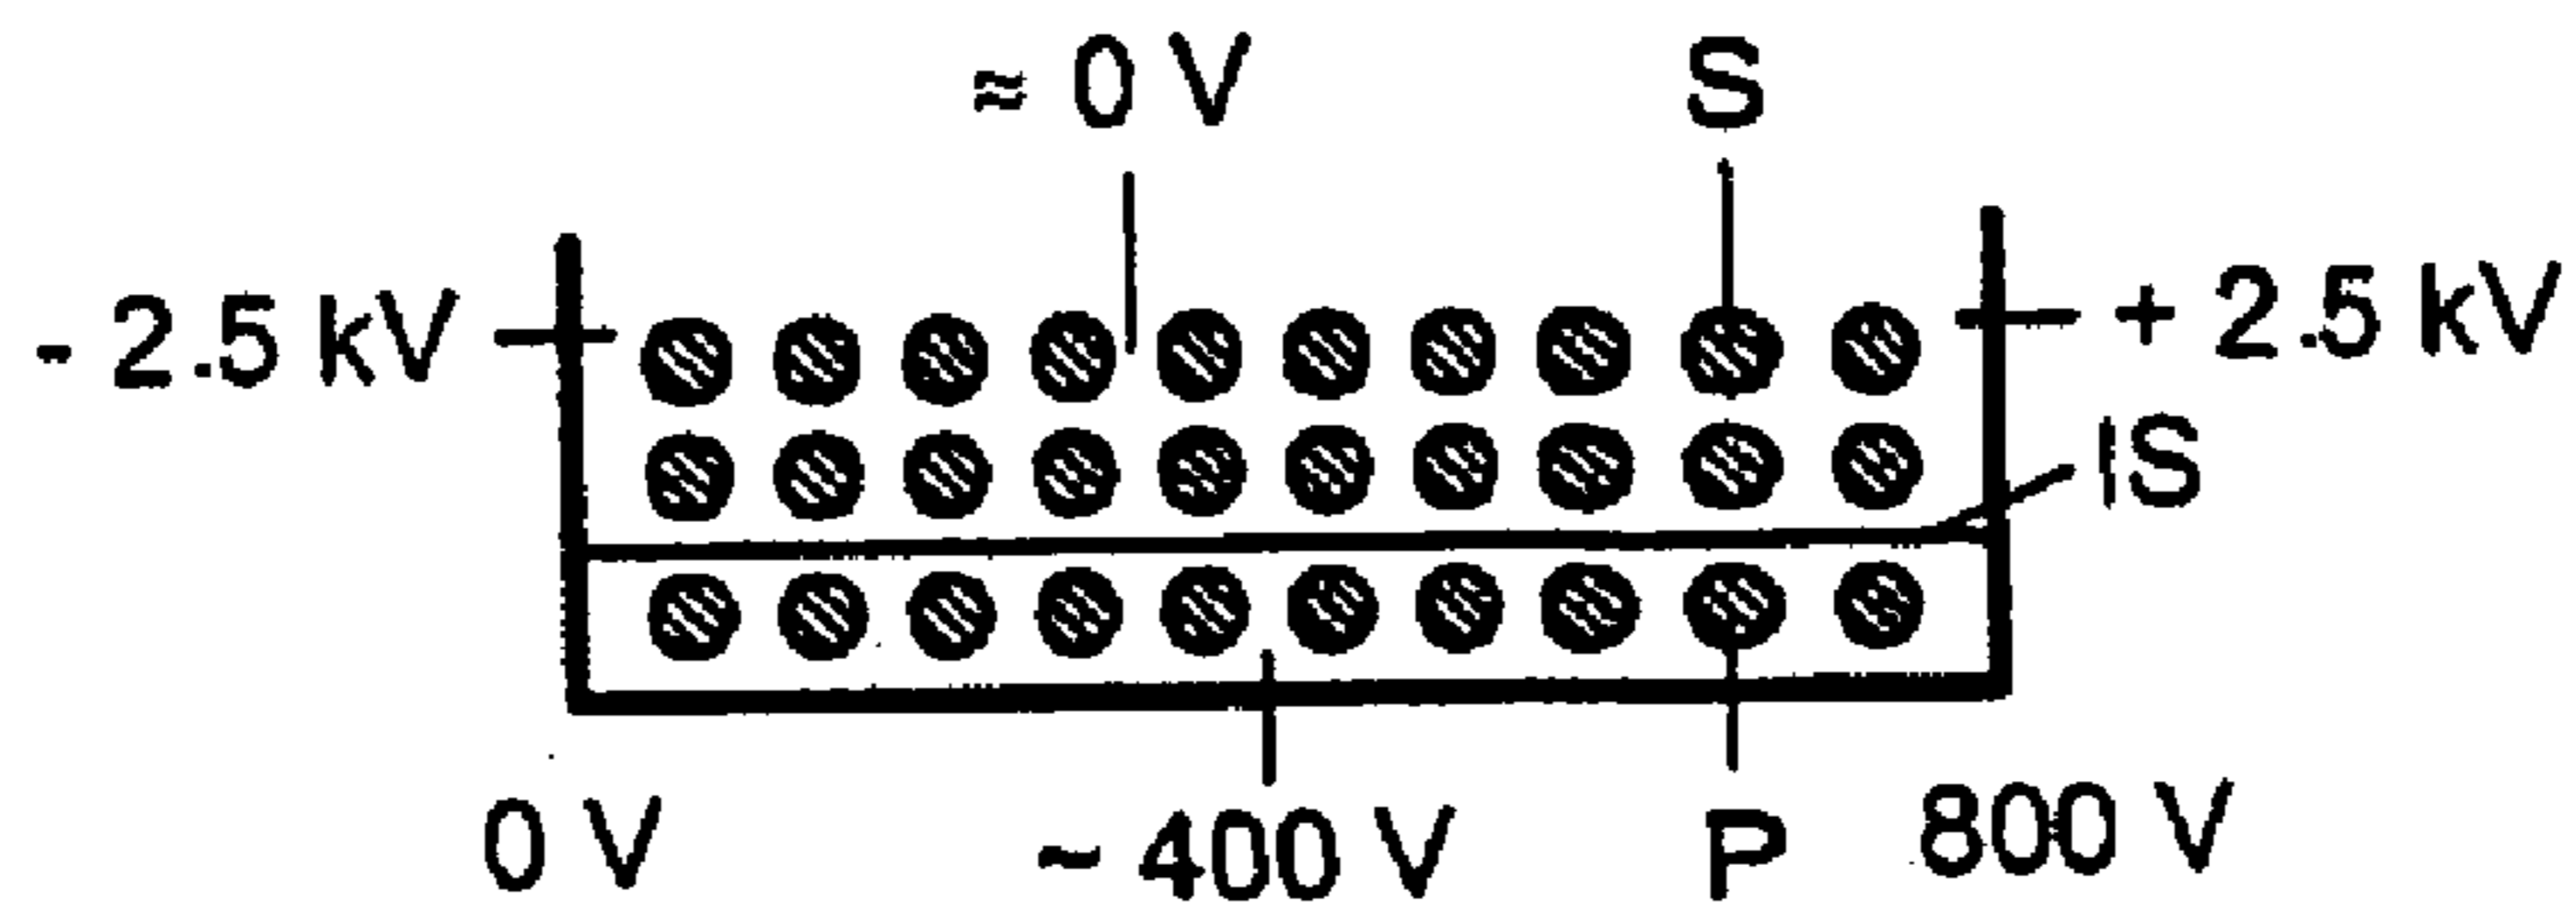 ≈ 0 V S
- 2.5 kV + 2.5 kV
IS
0 V ~ 400 V P 800 V